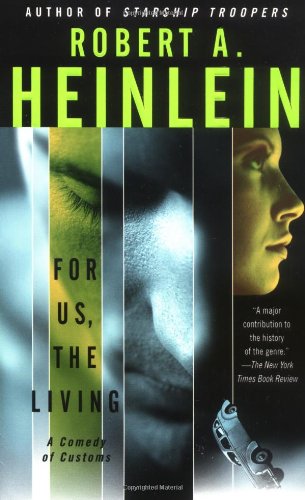 AUTHOR OF STARSHIP TROOPERS
ROBERT A.
HEINLEIN
FOR
US,
THE
LIVING
A Comedy
of Customs
"A major
contribution to
the history
of the genre."
—The New York
Times Book Review